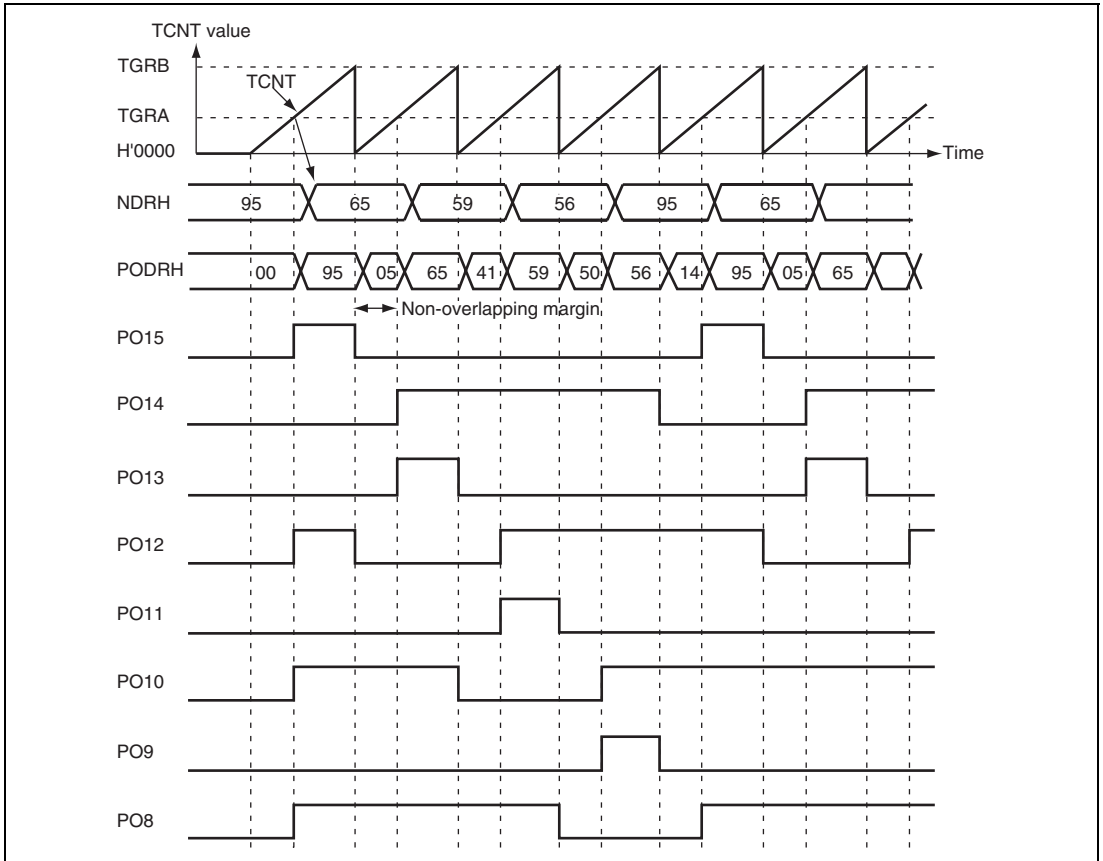 TCNT value
TGRB
TCNT
TGRA
H'0000
Time
NDRH
95 65 59 56 95 65
PODRH
00 95 05 65 41 59 50 56 14 95 05 65
Non-overlapping margin
PO15
PO14
PO13
PO12
PO11
PO10
PO9
PO8